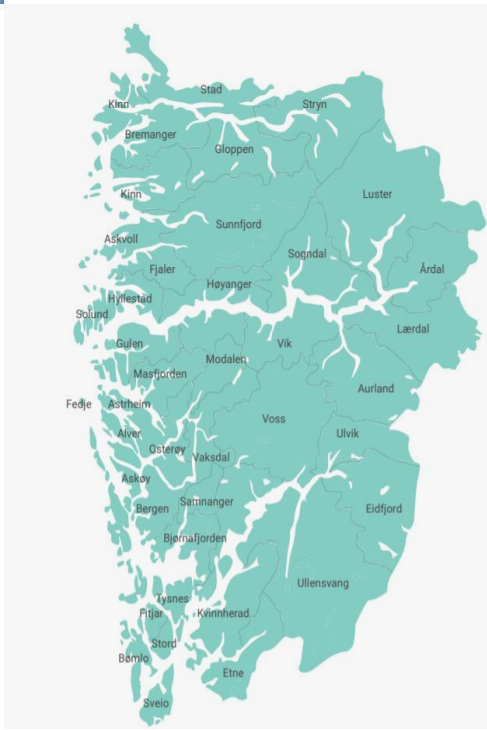 Stad
Kinn
Stryn
Bremanger
Gloppen
Kinn
Luster
Sunnfjord
Askvoll
Sogndal
Fjaler
Årdal
Høyanger
Hyllestad
Solund
Lærdal
Gulen
Vik
Modalen
Masfjorden
Aurland
Fedje
Astrheim
Voss
Alver
Ulvik
Osterøy
Vaksdal
Askøy
Samnanger
Bergen
Eidfjord
Bjørnafjorden
Ullensvang
Tysnes
Fitjar
Kvinnherad
Stord
Bømlo
Etne
Sveio